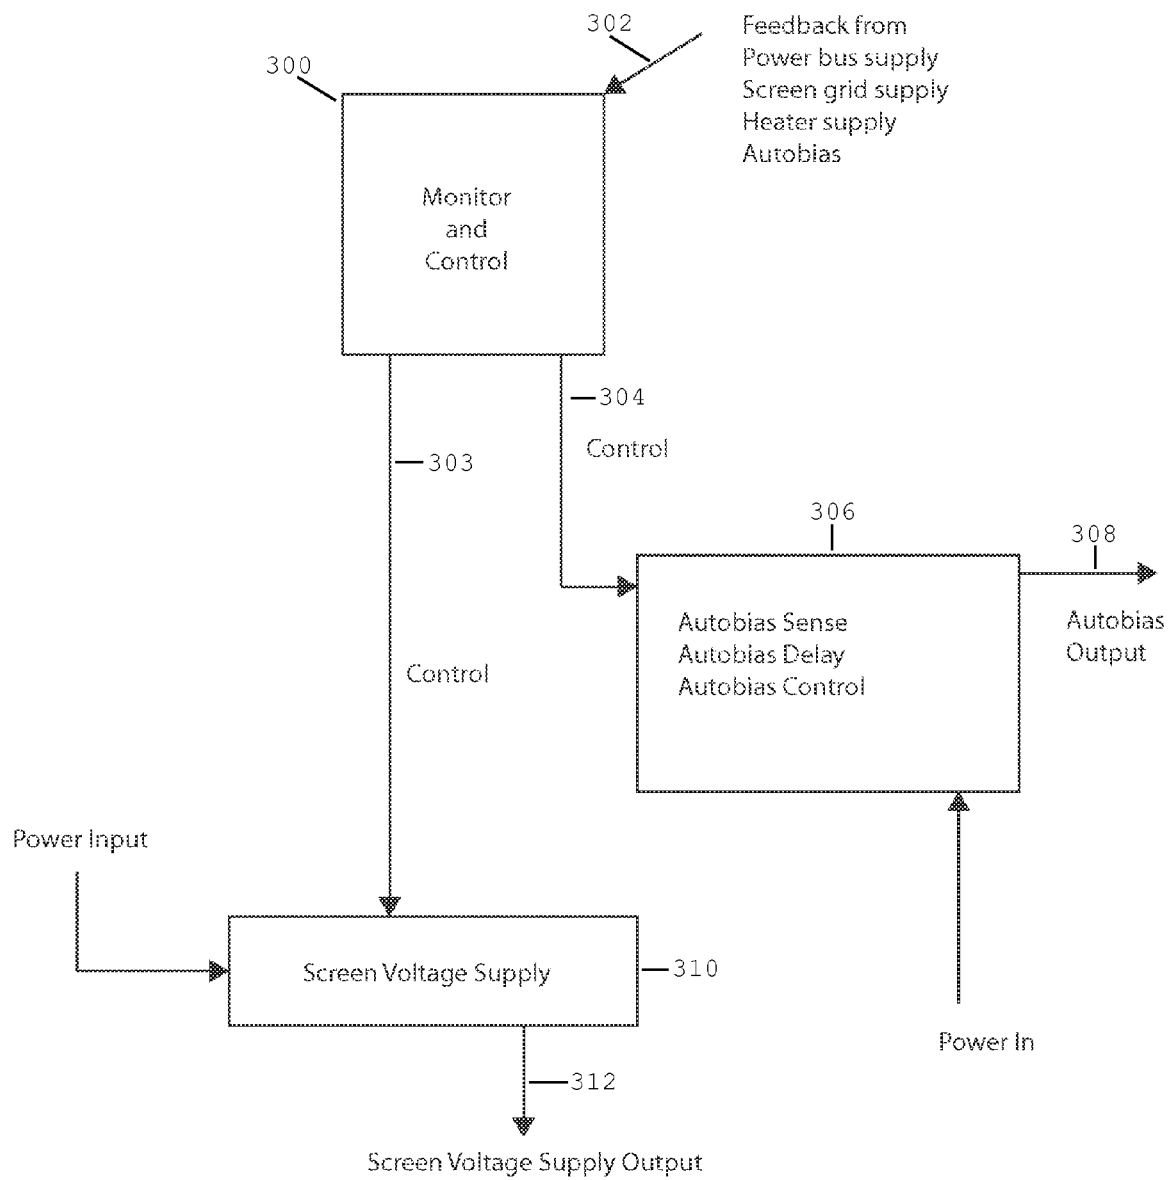 302
Feedback from
Power bus supply
Screen grid supply
Heater supply
Autobias
300
Monitor
and
Control
304
Control
303
306
308
Autobias Sense
Autobias Delay
Autobias Control
Autobias
Output
Control
Power Input
Screen Voltage Supply
310
Power In
312
Screen Voltage Supply Output